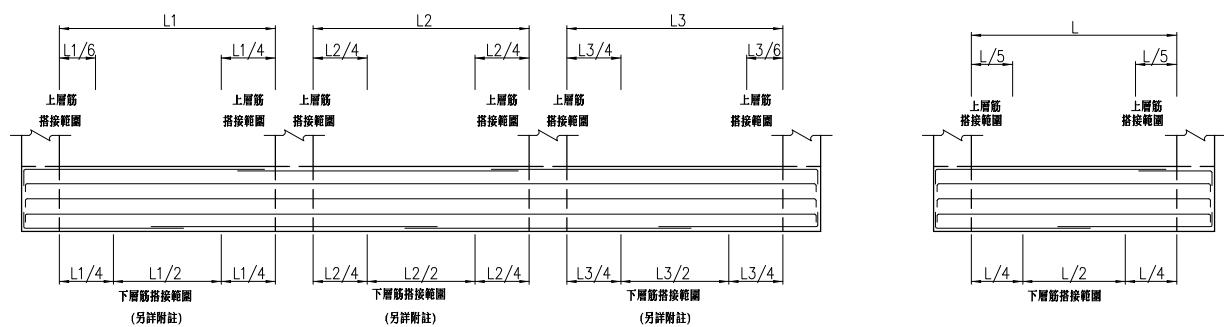 L1
L2
L3
L
L1/6
L1/4
L2/4
L2/4
L3/4
L3/6
L/5
L/5
上層筋
搭接範圍
上層筋
搭接範圍
上層筋
搭接範圍
上層筋
搭接範圍
上層筋
搭接範圍
上層筋
搭接範圍
上層筋
搭接範圍
上層筋
搭接範圍
L1/4
L1/2
L1/4
L2/4
L2/2
L2/4
L3/4
L3/2
L3/4
L/4
L/2
L/4
下層筋搭接範圍
(另詳附註)
下層筋搭接範圍
(另詳附註)
下層筋搭接範圍
(另詳附註)
下層筋搭接範圍